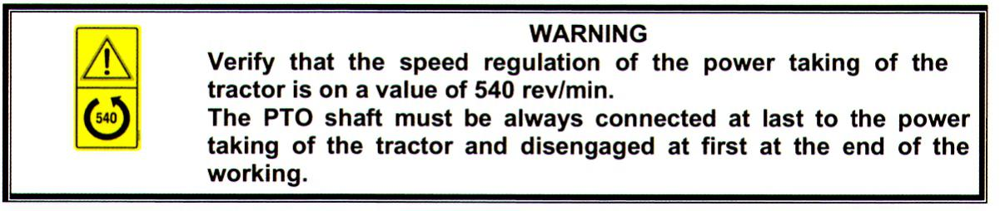 WARNING
Verify that the speed regulation of the power taking of the
tractor is on a value of 540 rev/min.
540
The PTO shaft must be always connected at last to the power
taking of the tractor and disengaged at first at the end of the
working.